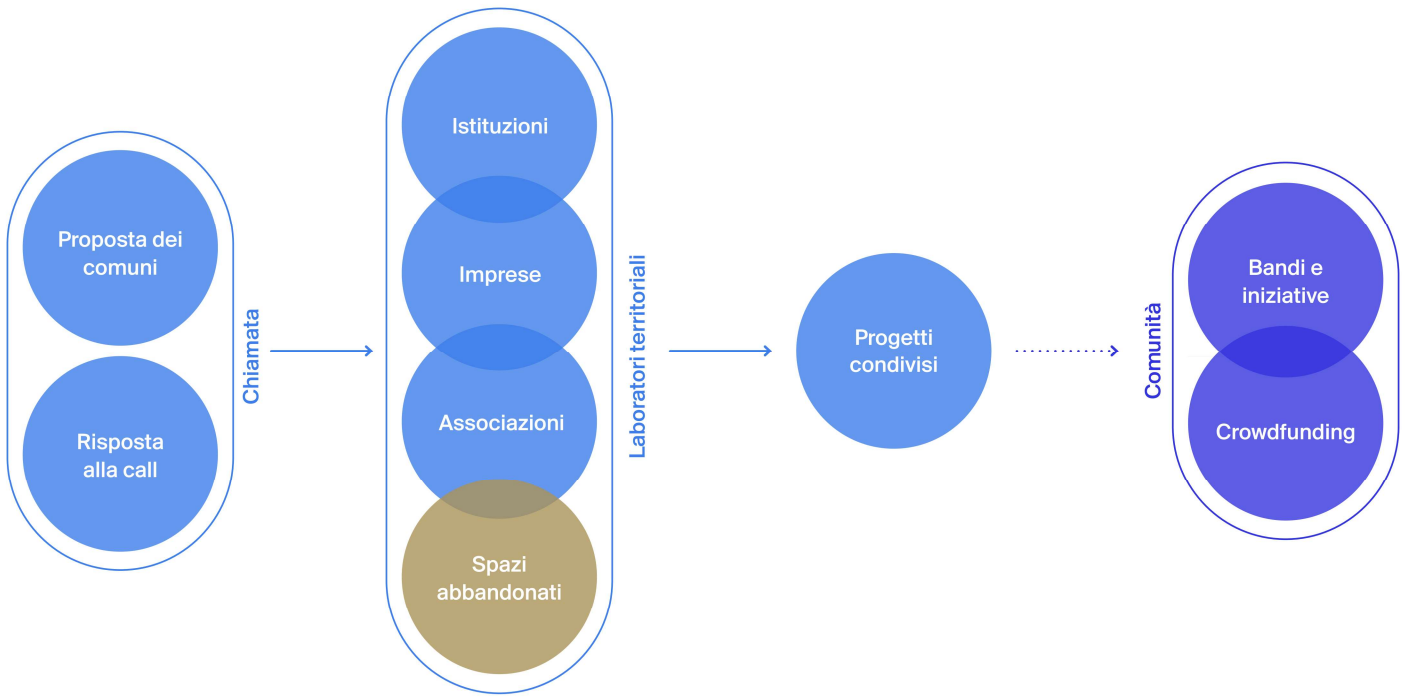 Proposta dei
comuni
Risposta
alla call
Chiamata
Istituzioni
Imprese
Associazioni
Spazi
abbandonati
Laboratori territoriali
Progetti
condivisi
Comunità
Bandi e
iniziative
Crowdfunding